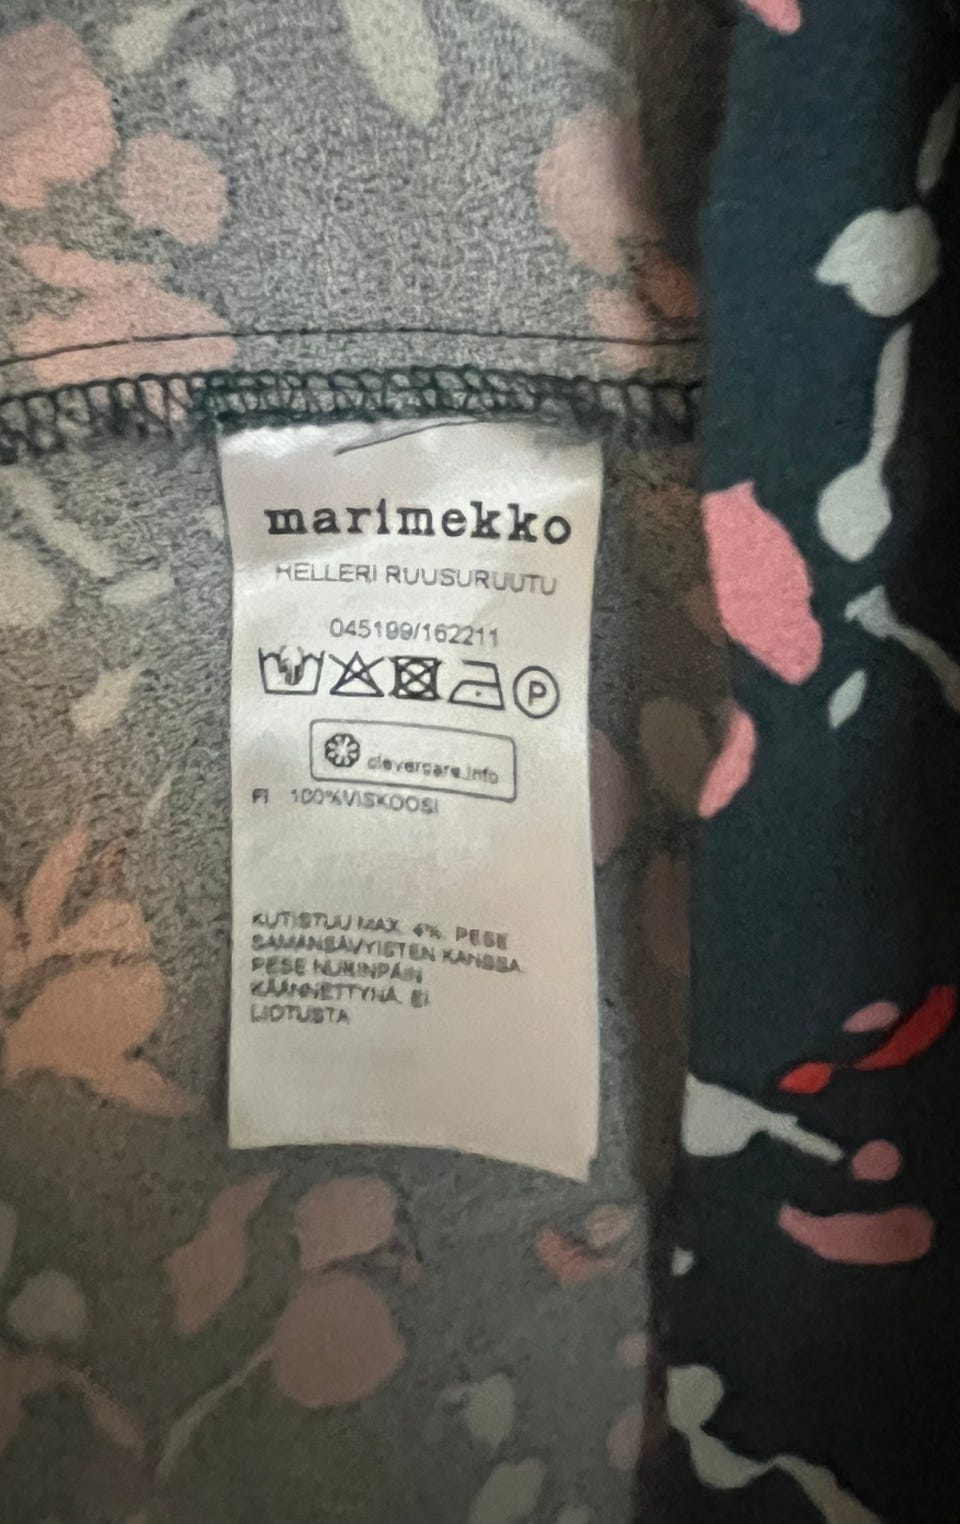 marimekko
HELLERI RUUSURUUTU
045199/162211
P
clevercare.info
FI 100%VISKOOSI
KUTISTUU MAX. 4%. PESE
SAMANSÄVYISTEN KANSSA.
PESE NURINPÄIN
KÄÄNNETTYNÄ. EI
LIOTUSTA